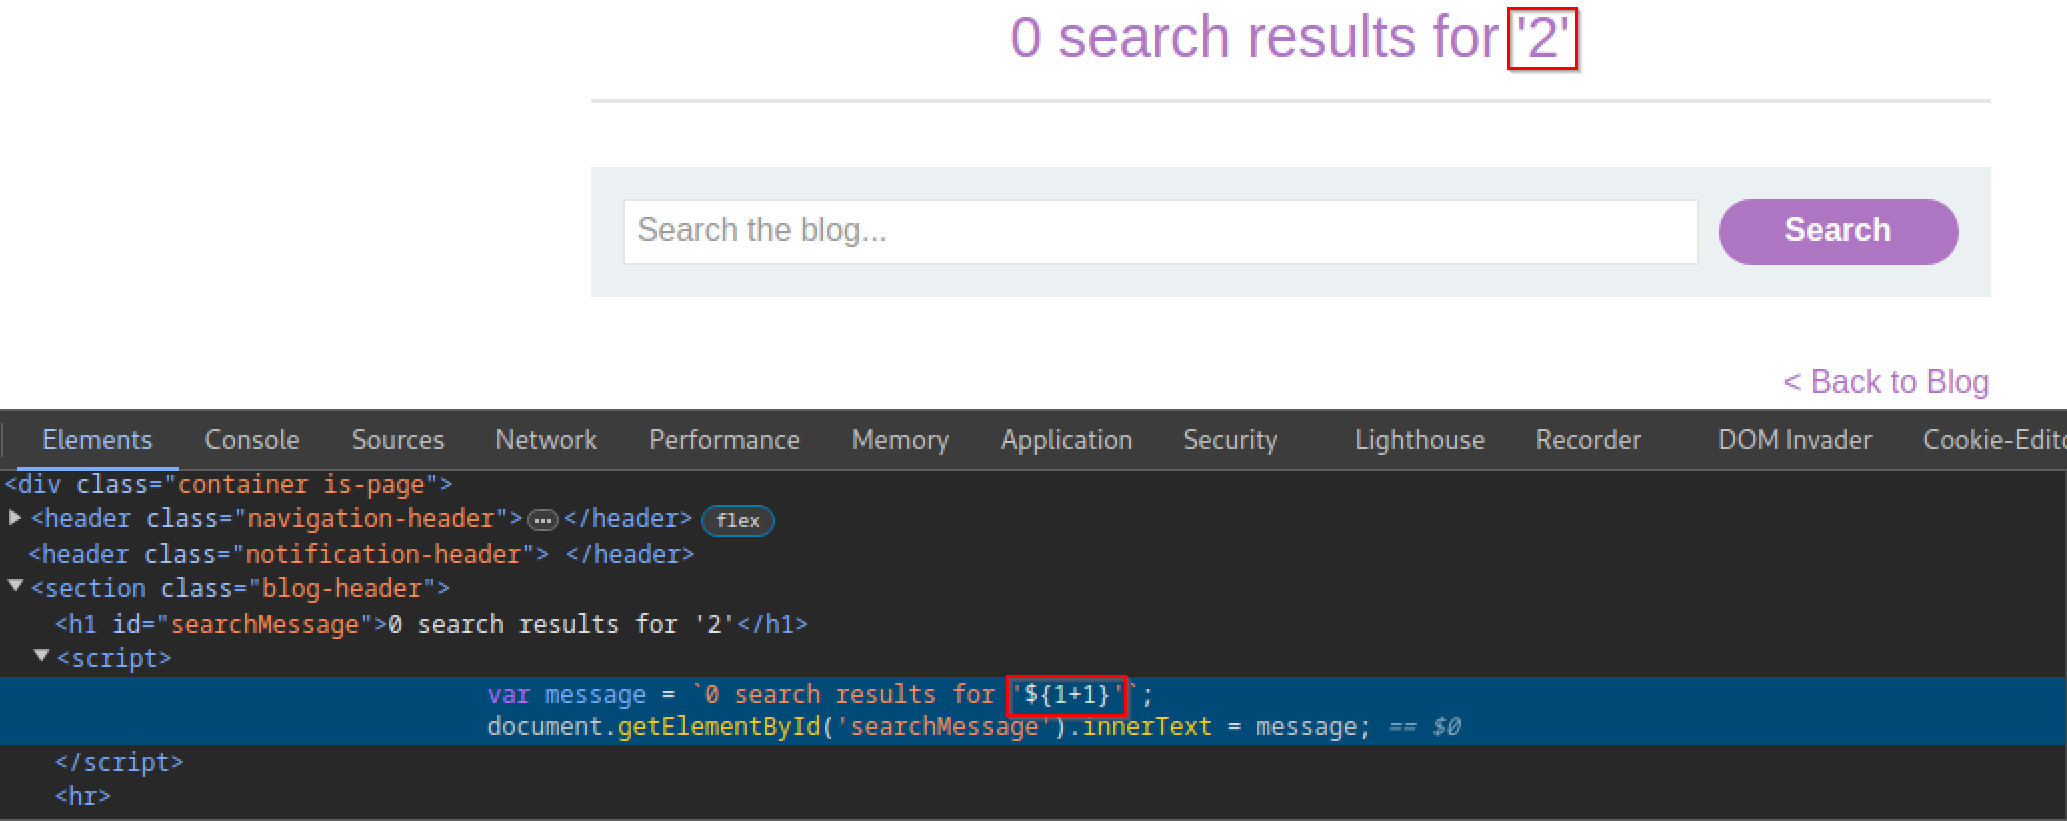 0 search results for '2'
Search the blog...
Search
< Back to Blog
Elements Console Sources Network Performance Memory Application Security Lighthouse Recorder DOM Invader
<div class="container is-page">
<header class="navigation-header">…</header> flex
<header class="notification-header"> </header>
<section class="blog-header">
<h1 id="searchMessage">0 search results for '2'</h1>
<script>
var message = `0 search results for '${1+1}'`;
document.getElementById('searchMessage').innerText = message; == $0
</script>
<hr>